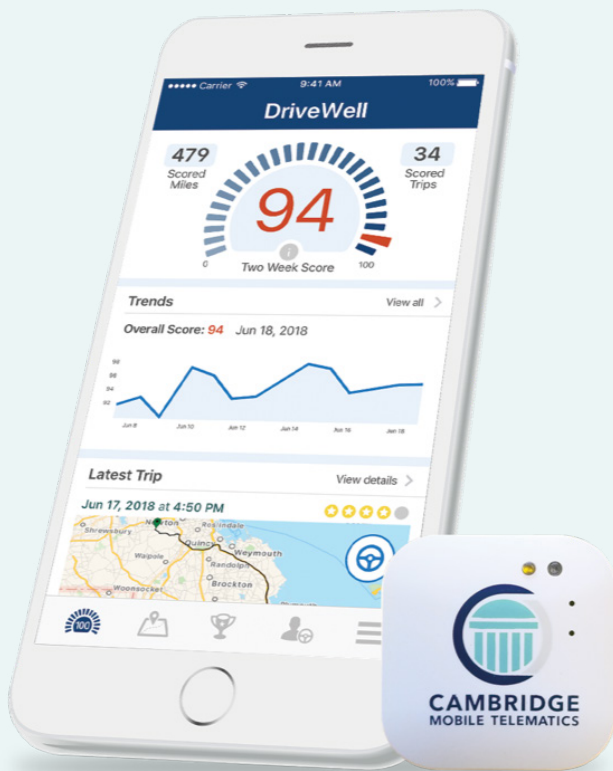 Carrier 9:41 AM 100%
DriveWell
479
Scored
Miles
34
Scored
Trips
94
0 100
i
Two Week Score
Trends View all >
Overall Score: 94 Jun 18, 2018
92
Jun 8 Jun 10 Jun 12 Jun 14 Jun 16 Jun 18
Latest Trip View details >
Jun 17, 2018 at 4:50 PM
Shrewsbury
Newton
Roslindale
Quincy
Weymouth
Walpole
Randolph
Brockton
Woonsocket
100
CAMBRIDGE
MOBILE TELEMATICS